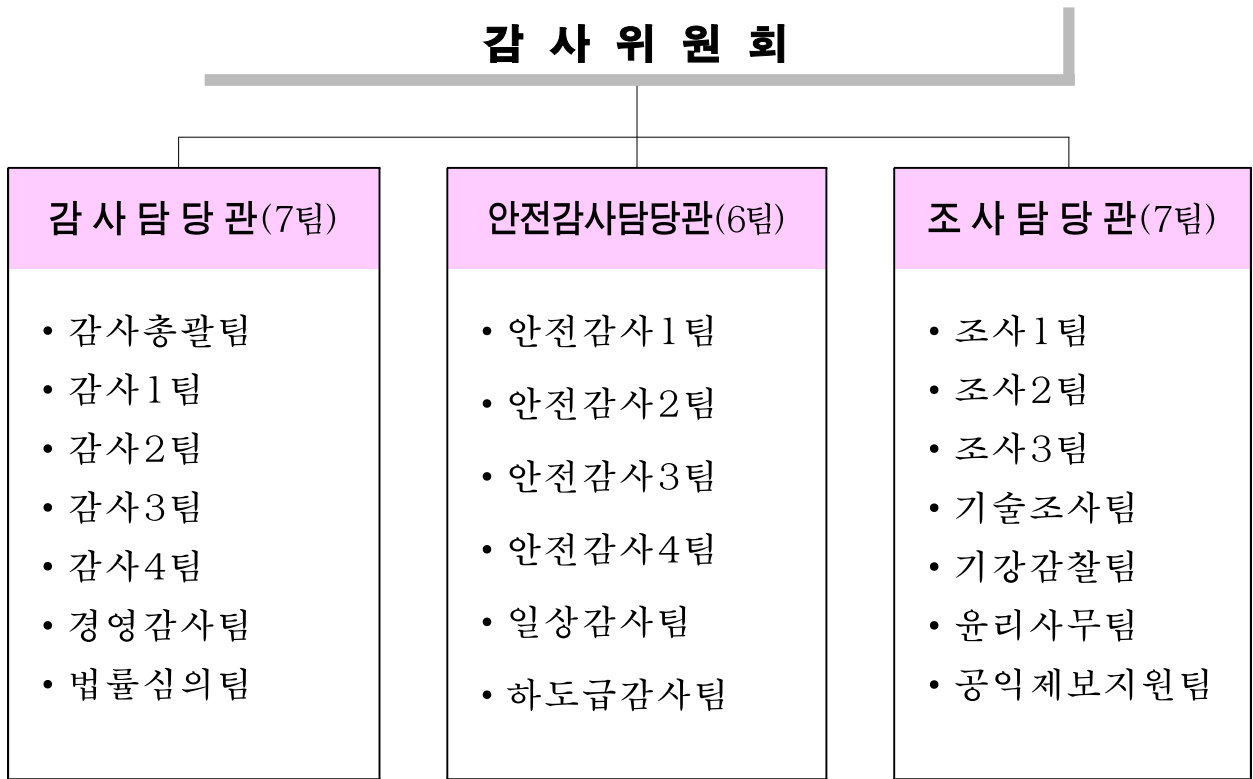 감 사 위 원 회
감 사 담 당 관(7팀)
• 감사총괄팀
• 감사1팀
• 감사2팀
• 감사3팀
• 감사4팀
• 경영감사팀
• 법률심의팀
안전감사담당관(6팀)
• 안전감사1팀
• 안전감사2팀
• 안전감사3팀
• 안전감사4팀
• 일상감사팀
• 하도급감사팀
조 사 담 당 관(7팀)
• 조사1팀
• 조사2팀
• 조사3팀
• 기술조사팀
• 기강감찰팀
• 윤리사무팀
• 공익제보지원팀